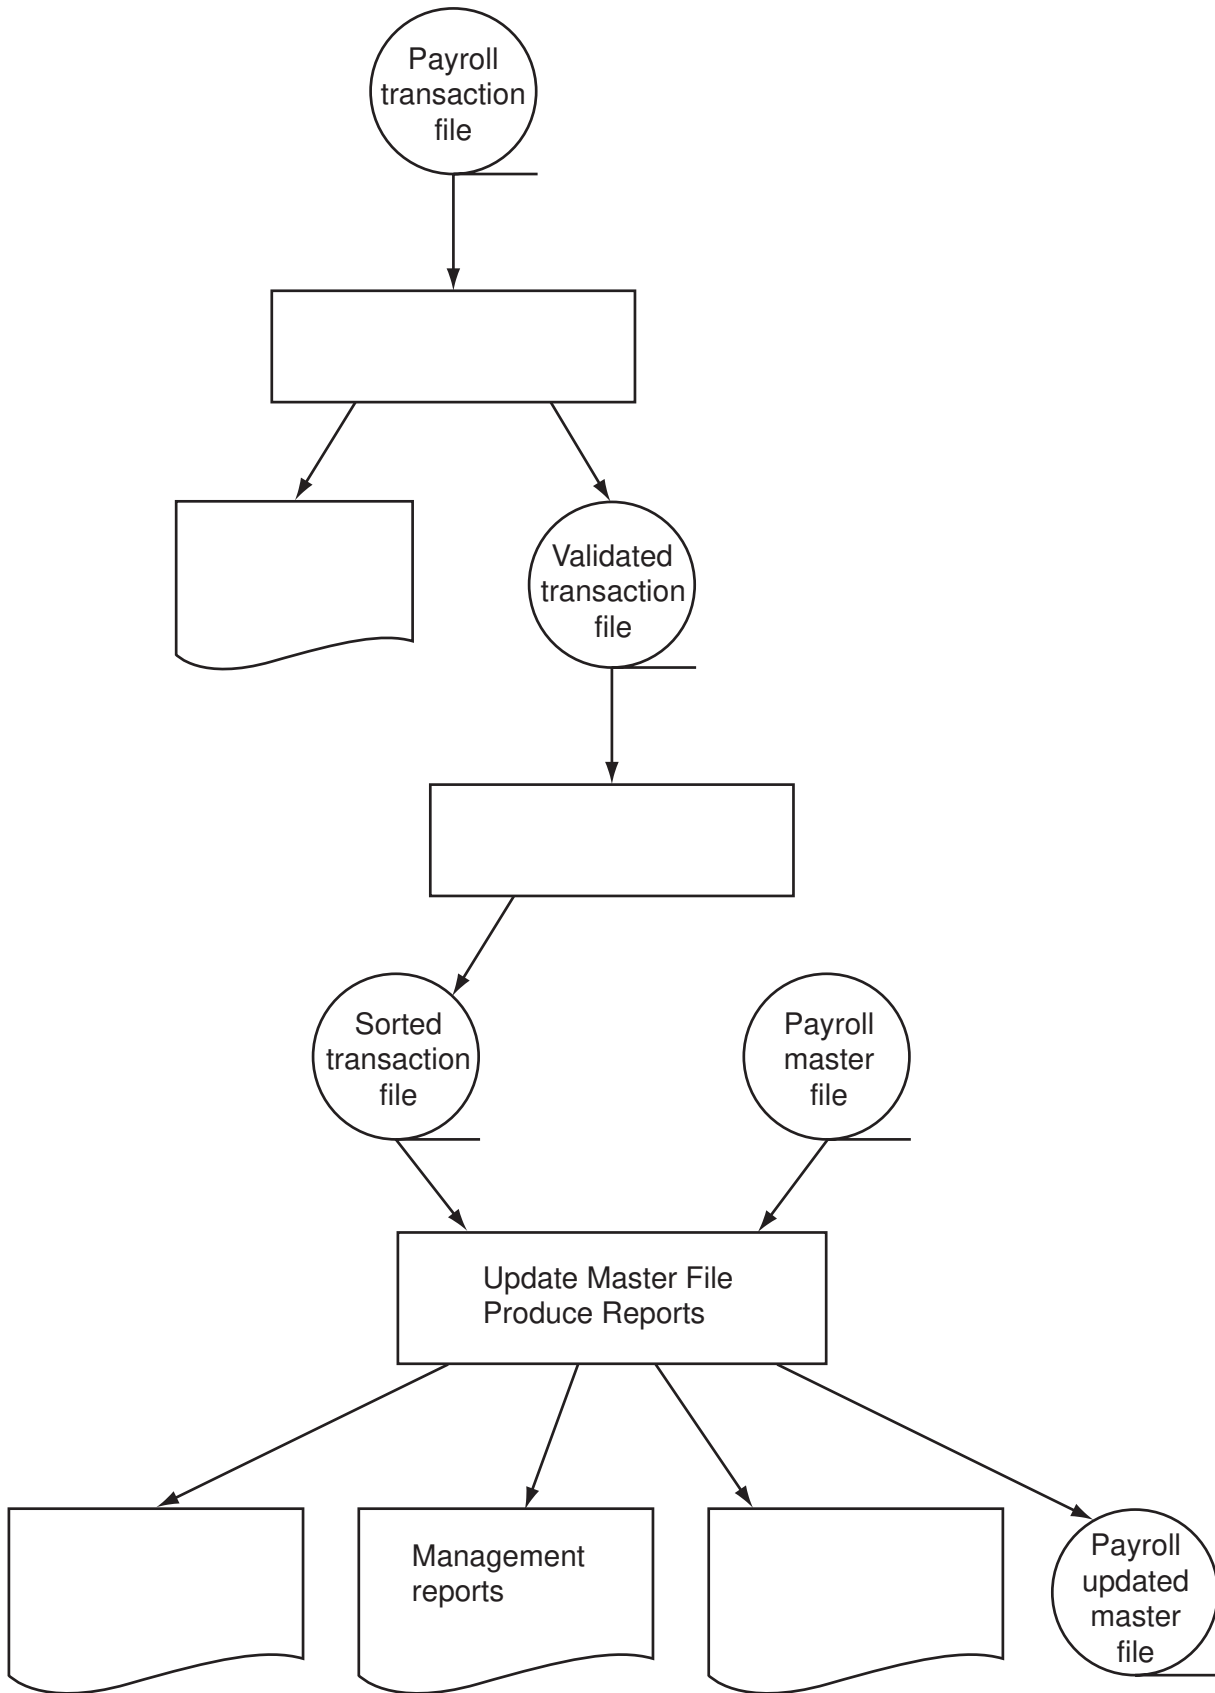 Payroll
transaction
file
Validated
transaction
file
Sorted
transaction
file
Payroll
master
file
Update Master File
Produce Reports
Management
reports
Payroll
updated
master
file